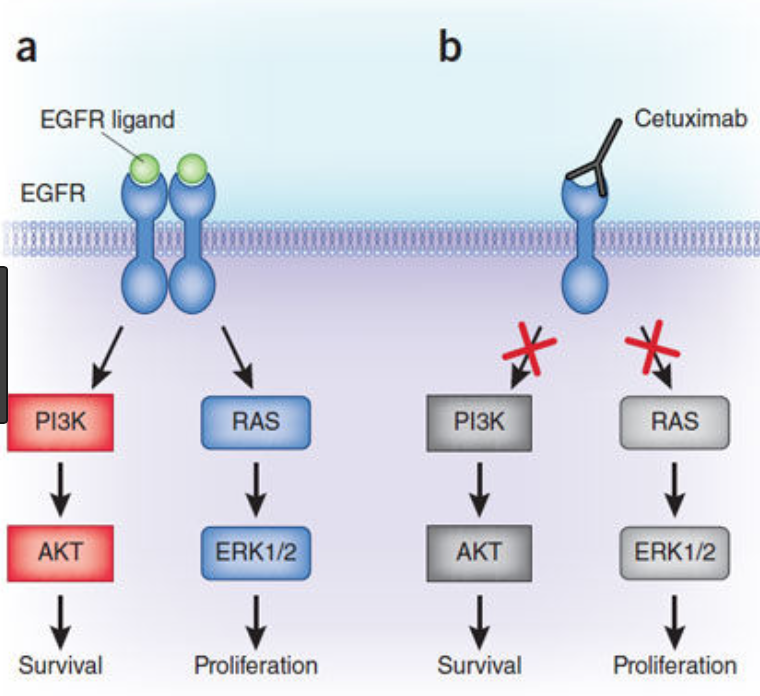 a
b
EGFR ligand
Cetuximab
EGFR
PI3K
RAS
PI3K
RAS
AKT
ERK1/2
AKT
ERK1/2
Survival
Proliferation
Survival
Proliferation